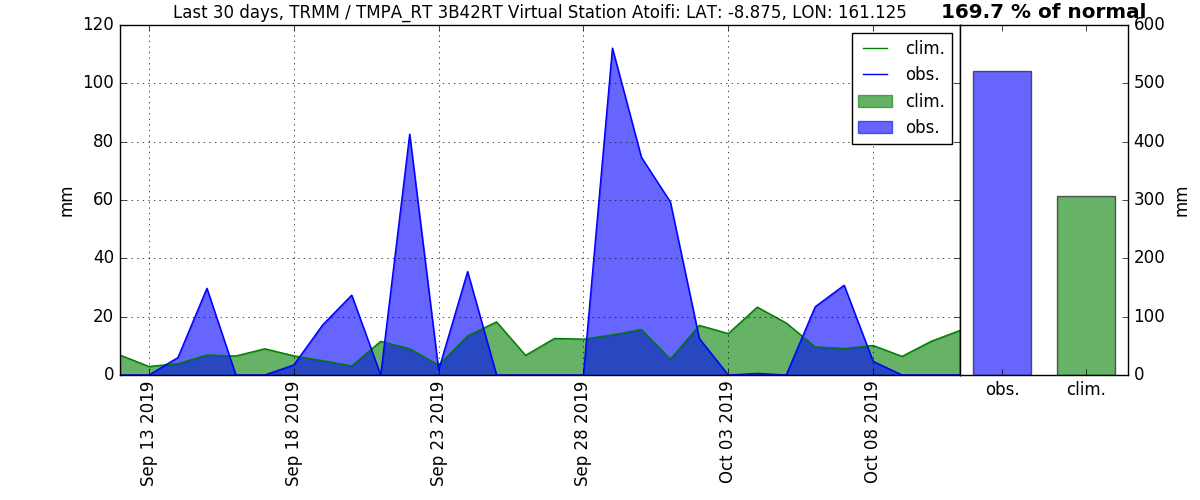 Last 30 days, TRMM / TMPA_RT 3B42RT Virtual Station Atoifi: LAT: -8.875, LON: 161.125
169.7 % of normal
mm
120
100
80
60
40
20
0
clim.
obs.
clim.
obs.
Sep 13 2019
Sep 18 2019
Sep 23 2019
Sep 28 2019
Oct 03 2019
Oct 08 2019
600
500
400
300
200
100
0
mm
obs.
clim.